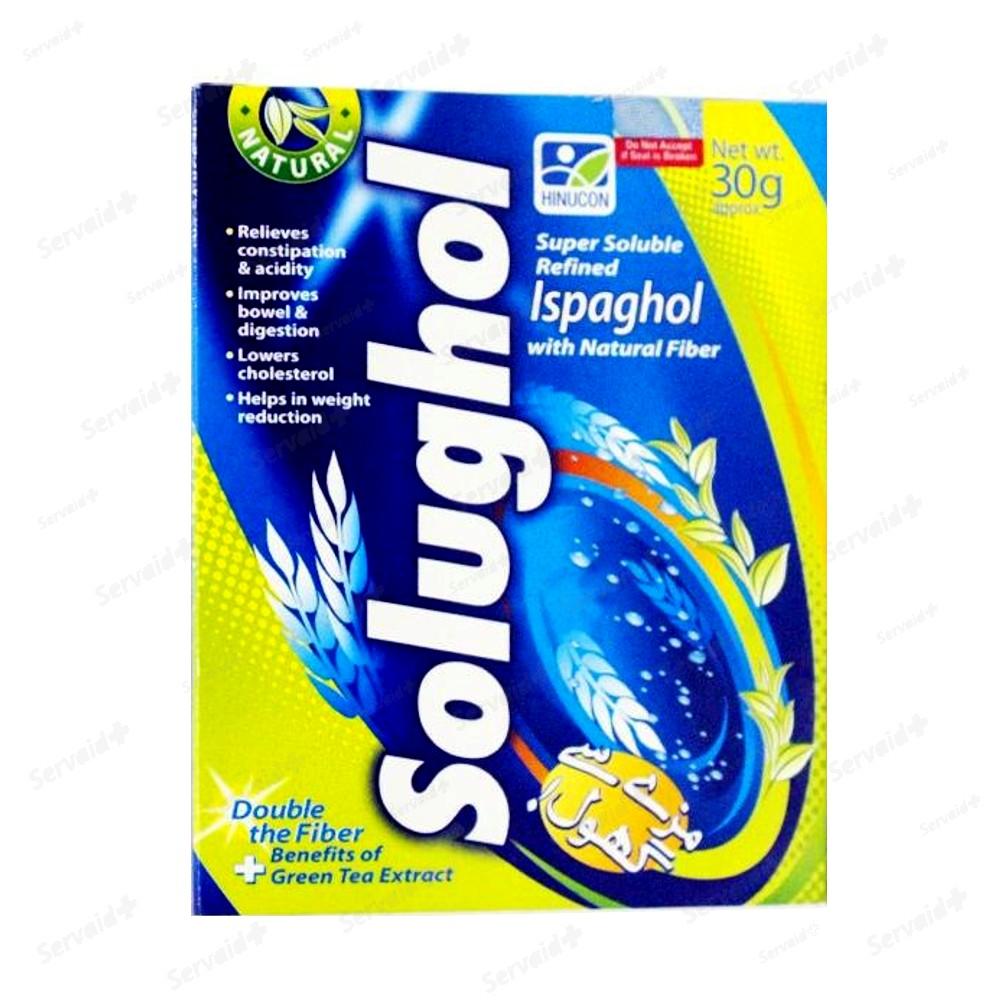 NATURAL
• Relieves
constipation
& acidity
• Improves
bowel &
digestion
• Lowers
cholesterol
• Helps in weight
reduction
Solughol
HINUCON
Do Not Accept
if Seal is Broken
Net wt.
30g
approx.
Super Soluble
Refined
Ispaghol
with Natural Fiber
Double
the Fiber
+ Benefits of
Green Tea Extract
Servaid+